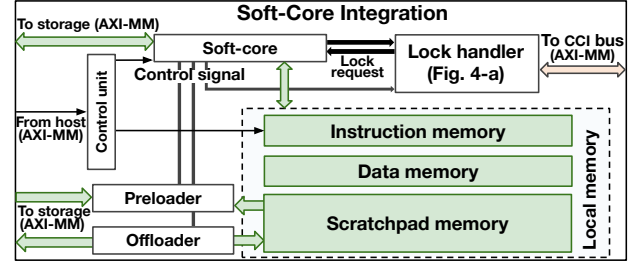 Soft-Core Integration
To storage (AXI-MM)
Soft-core
Lock handler
(Fig. 4-a)
To CCI bus
(AXI-MM)
Lock
request
Control signal
Control unit
From host
(AXI-MM)
Instruction memory
Data memory
Scratchpad memory
Local memory
Preloader
To storage
(AXI-MM)
Offloader